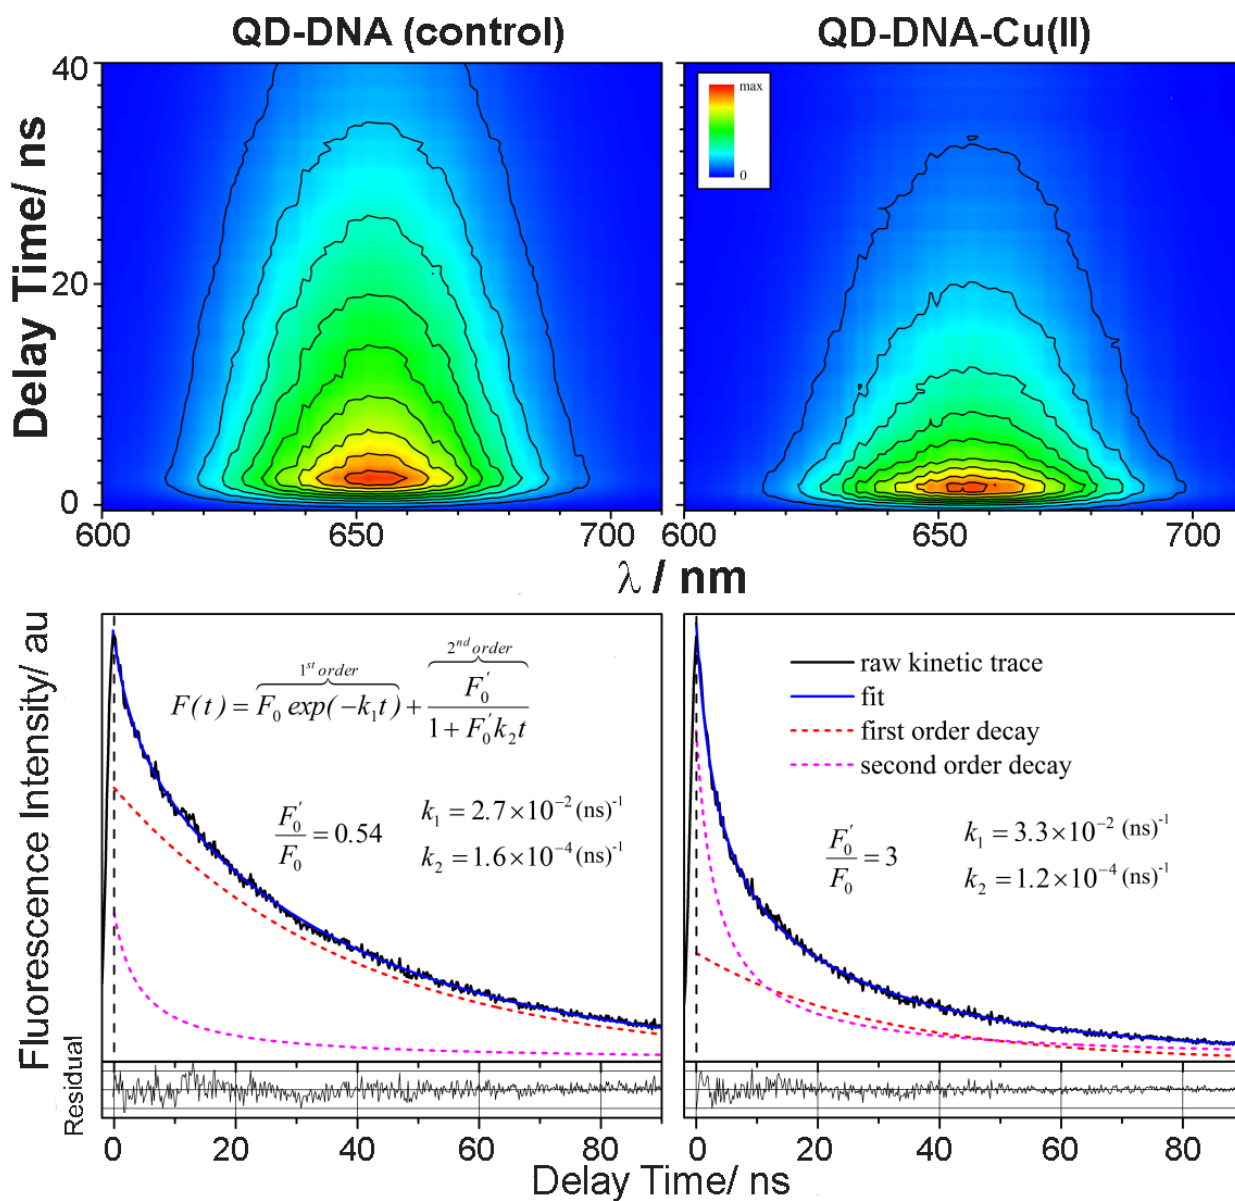 QD-DNA (control)
QD-DNA-Cu(II)
Delay Time/ ns
40
20
0
max
0
600
650
700
600
650
700
λ / nm
Fluorescence Intensity/ au
1st order
2nd order
F(t) = F0 exp(-k1t) + F0' / (1 + F0'k2t)
F0'/F0 = 0.54
k1 = 2.7×10^-2 (ns)^-1
k2 = 1.6×10^-4 (ns)^-1
raw kinetic trace
fit
first order decay
second order decay
F0'/F0 = 3
k1 = 3.3×10^-2 (ns)^-1
k2 = 1.2×10^-4 (ns)^-1
Residual
0
20
40
60
80
0
20
40
60
80
Delay Time/ ns